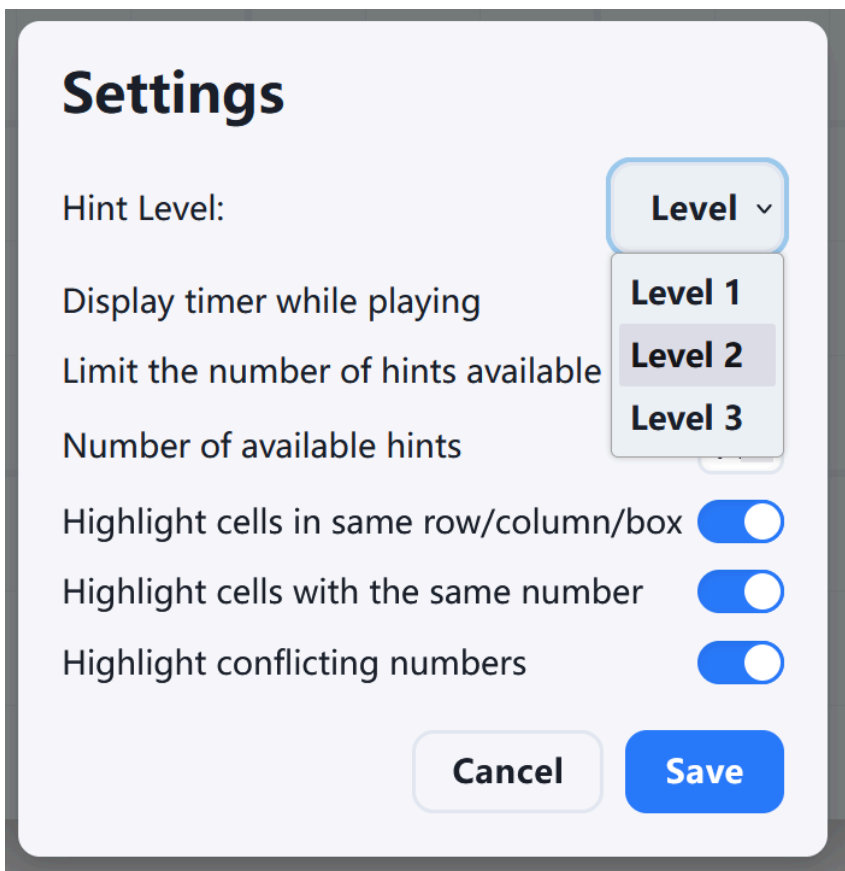 Settings
Hint Level:
Level
Level 1
Display timer while playing
Level 2
Limit the number of hints available
Level 3
Number of available hints
Highlight cells in same row/column/box
Highlight cells with the same number
Highlight conflicting numbers
Cancel
Save